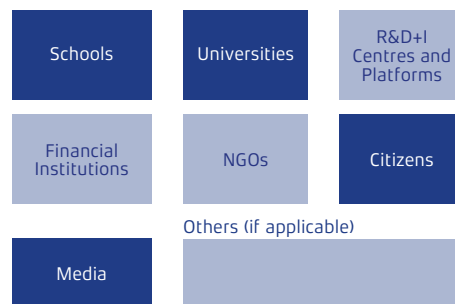 Schools
Universities
R&D+I
Centres and
Platforms
Financial
Institutions
NGOs
Citizens
Others (if applicable)
Media